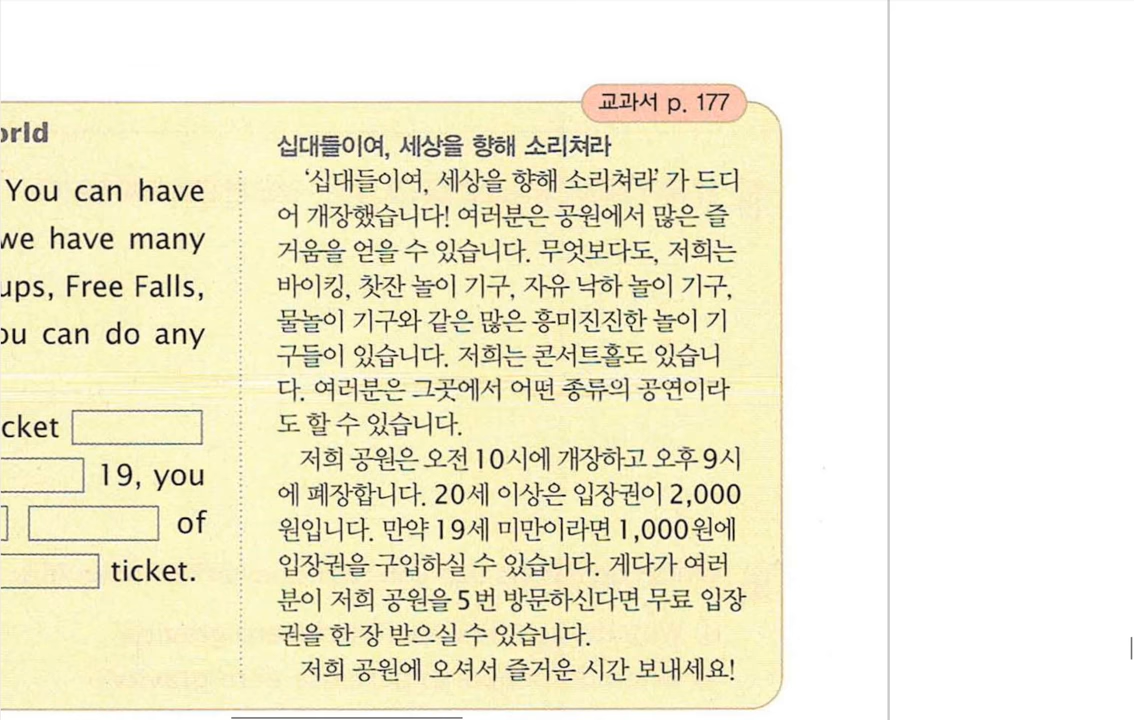 교과서 p. 177
orld
You can have
we have many
ups, Free Falls,
ou can do any
cket
19, you
of
ticket.
십대들이여, 세상을 향해 소리쳐라
‘십대들이여, 세상을 향해 소리쳐라’ 가 드디
어 개장했습니다! 여러분은 공원에서 많은 즐
거움을 얻을 수 있습니다. 무엇보다도, 저희는
바이킹, 찻잔 놀이 기구, 자유 낙하 놀이 기구,
물놀이 기구와 같은 많은 흥미진진한 놀이 기
구들이 있습니다. 저희는 콘서트홀도 있습니
다. 여러분은 그곳에서 어떤 종류의 공연이라
도 할 수 있습니다.
저희 공원은 오전 10시에 개장하고 오후 9시
에 폐장합니다. 20세 이상은 입장권이 2,000
원입니다. 만약 19세 미만이라면 1,000원에
입장권을 구입하실 수 있습니다. 게다가 여러
분이 저희 공원을 5번 방문하신다면 무료 입장
권을 한 장 받으실 수 있습니다.
저희 공원에 오셔서 즐거운 시간 보내세요!